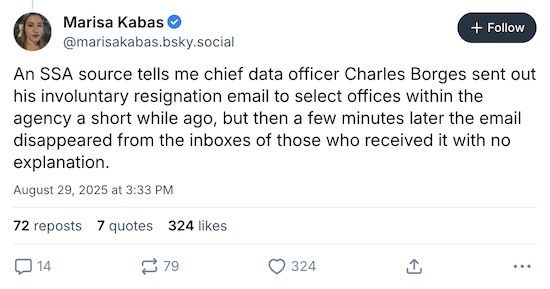 Marisa Kabas
@marisakabas.bsky.social
+ Follow
An SSA source tells me chief data officer Charles Borges sent out
his involuntary resignation email to select offices within the
agency a short while ago, but then a few minutes later the email
disappeared from the inboxes of those who received it with no
explanation.
August 29, 2025 at 3:33 PM
72 reposts 7 quotes 324 likes
14 79 324